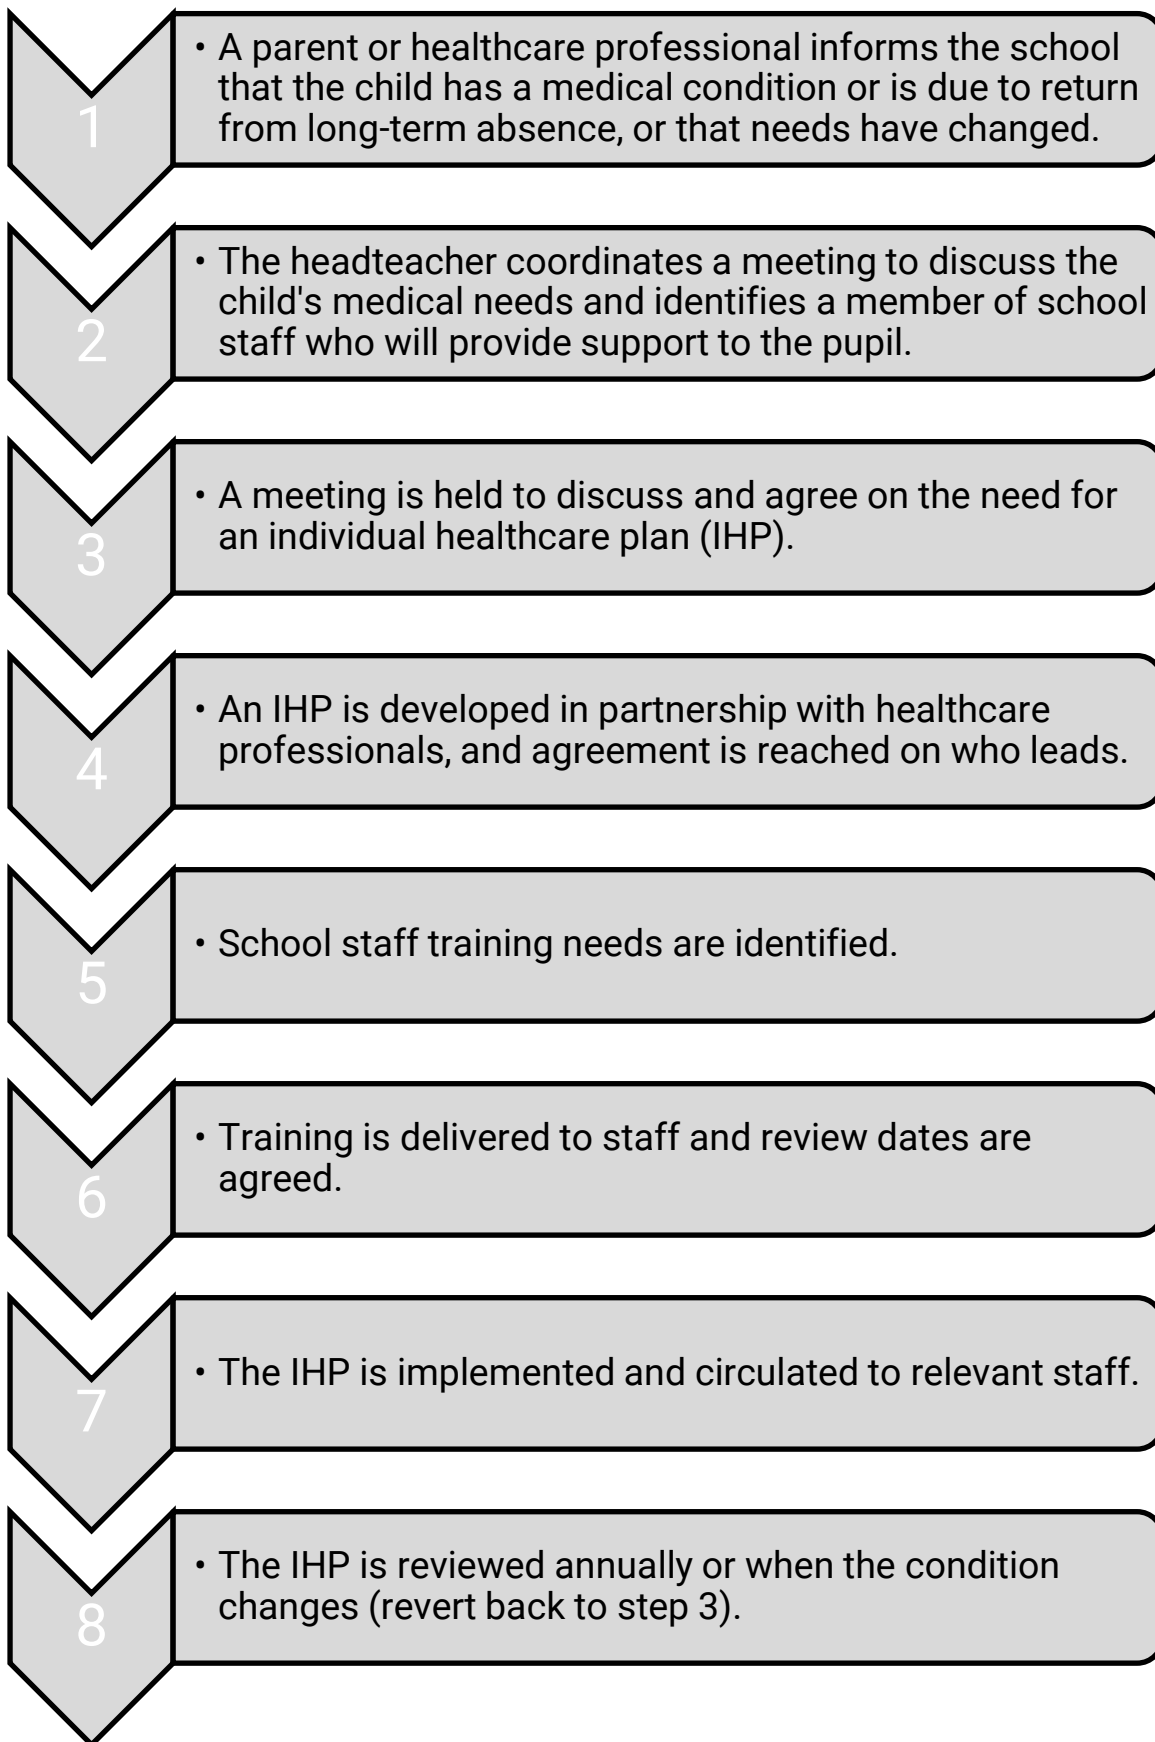 1
• A parent or healthcare professional informs the school
that the child has a medical condition or is due to return
from long-term absence, or that needs have changed.
2
• The headteacher coordinates a meeting to discuss the
child's medical needs and identifies a member of school
staff who will provide support to the pupil.
3
• A meeting is held to discuss and agree on the need for
an individual healthcare plan (IHP).
4
• An IHP is developed in partnership with healthcare
professionals, and agreement is reached on who leads.
5
• School staff training needs are identified.
6
• Training is delivered to staff and review dates are
agreed.
7
• The IHP is implemented and circulated to relevant staff.
8
• The IHP is reviewed annually or when the condition
changes (revert back to step 3).